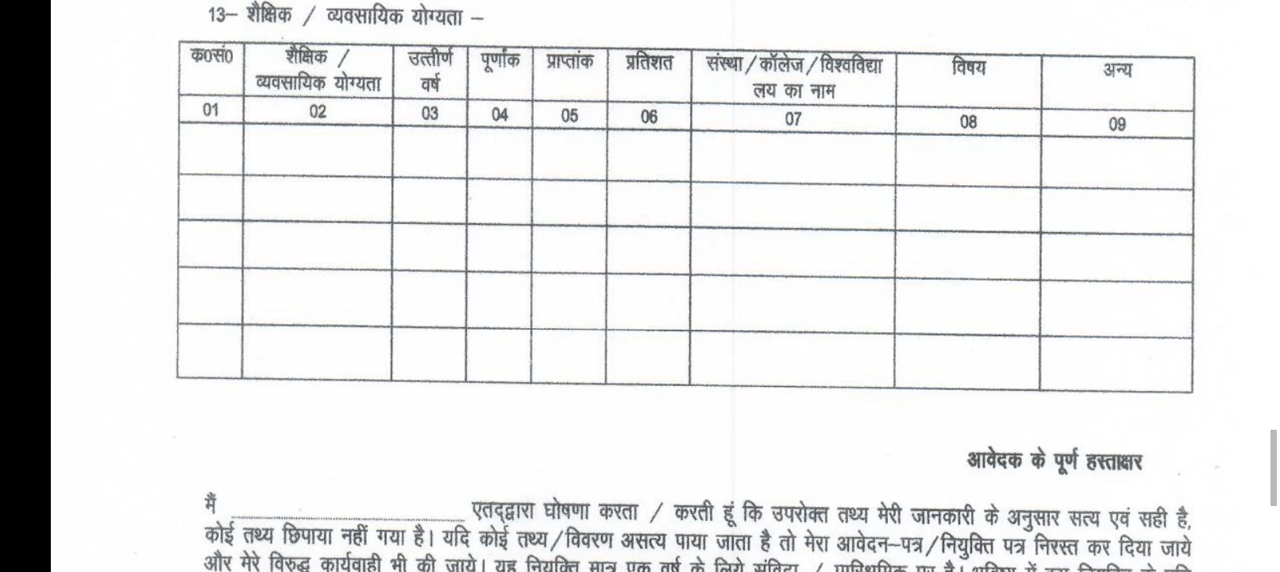 13– शैक्षिक / व्यवसायिक योग्यता –
क0सं0 शैक्षिक / व्यवसायिक योग्यता उत्तीर्ण वर्ष पूर्णांक प्राप्तांक प्रतिशत संस्था/कॉलेज/विश्वविद्यालय का नाम विषय अन्य
01 02 03 04 05 06 07 08 09
आवेदक के पूर्ण हस्ताक्षर
मैं ____________________ एतद्द्वारा घोषणा करता / करती हूं कि उपरोक्त तथ्य मेरी जानकारी के अनुसार सत्य एवं सही है,
कोई तथ्य छिपाया नहीं गया है। यदि कोई तथ्य/विवरण असत्य पाया जाता है तो मेरा आवेदन–पत्र/नियुक्ति पत्र निरस्त कर दिया जाये
और मेरे विरुद्ध कार्यवाही भी की जाये। यह नियुक्ति मात्र एक वर्ष के लिये संविदा / पारिश्रमिक पर है।